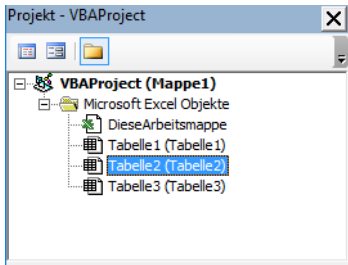 Projekt - VBAProject
VBAProject (Mappe1)
Microsoft Excel Objekte
DieseArbeitsmappe
Tabelle1 (Tabelle1)
Tabelle2 (Tabelle2)
Tabelle3 (Tabelle3)